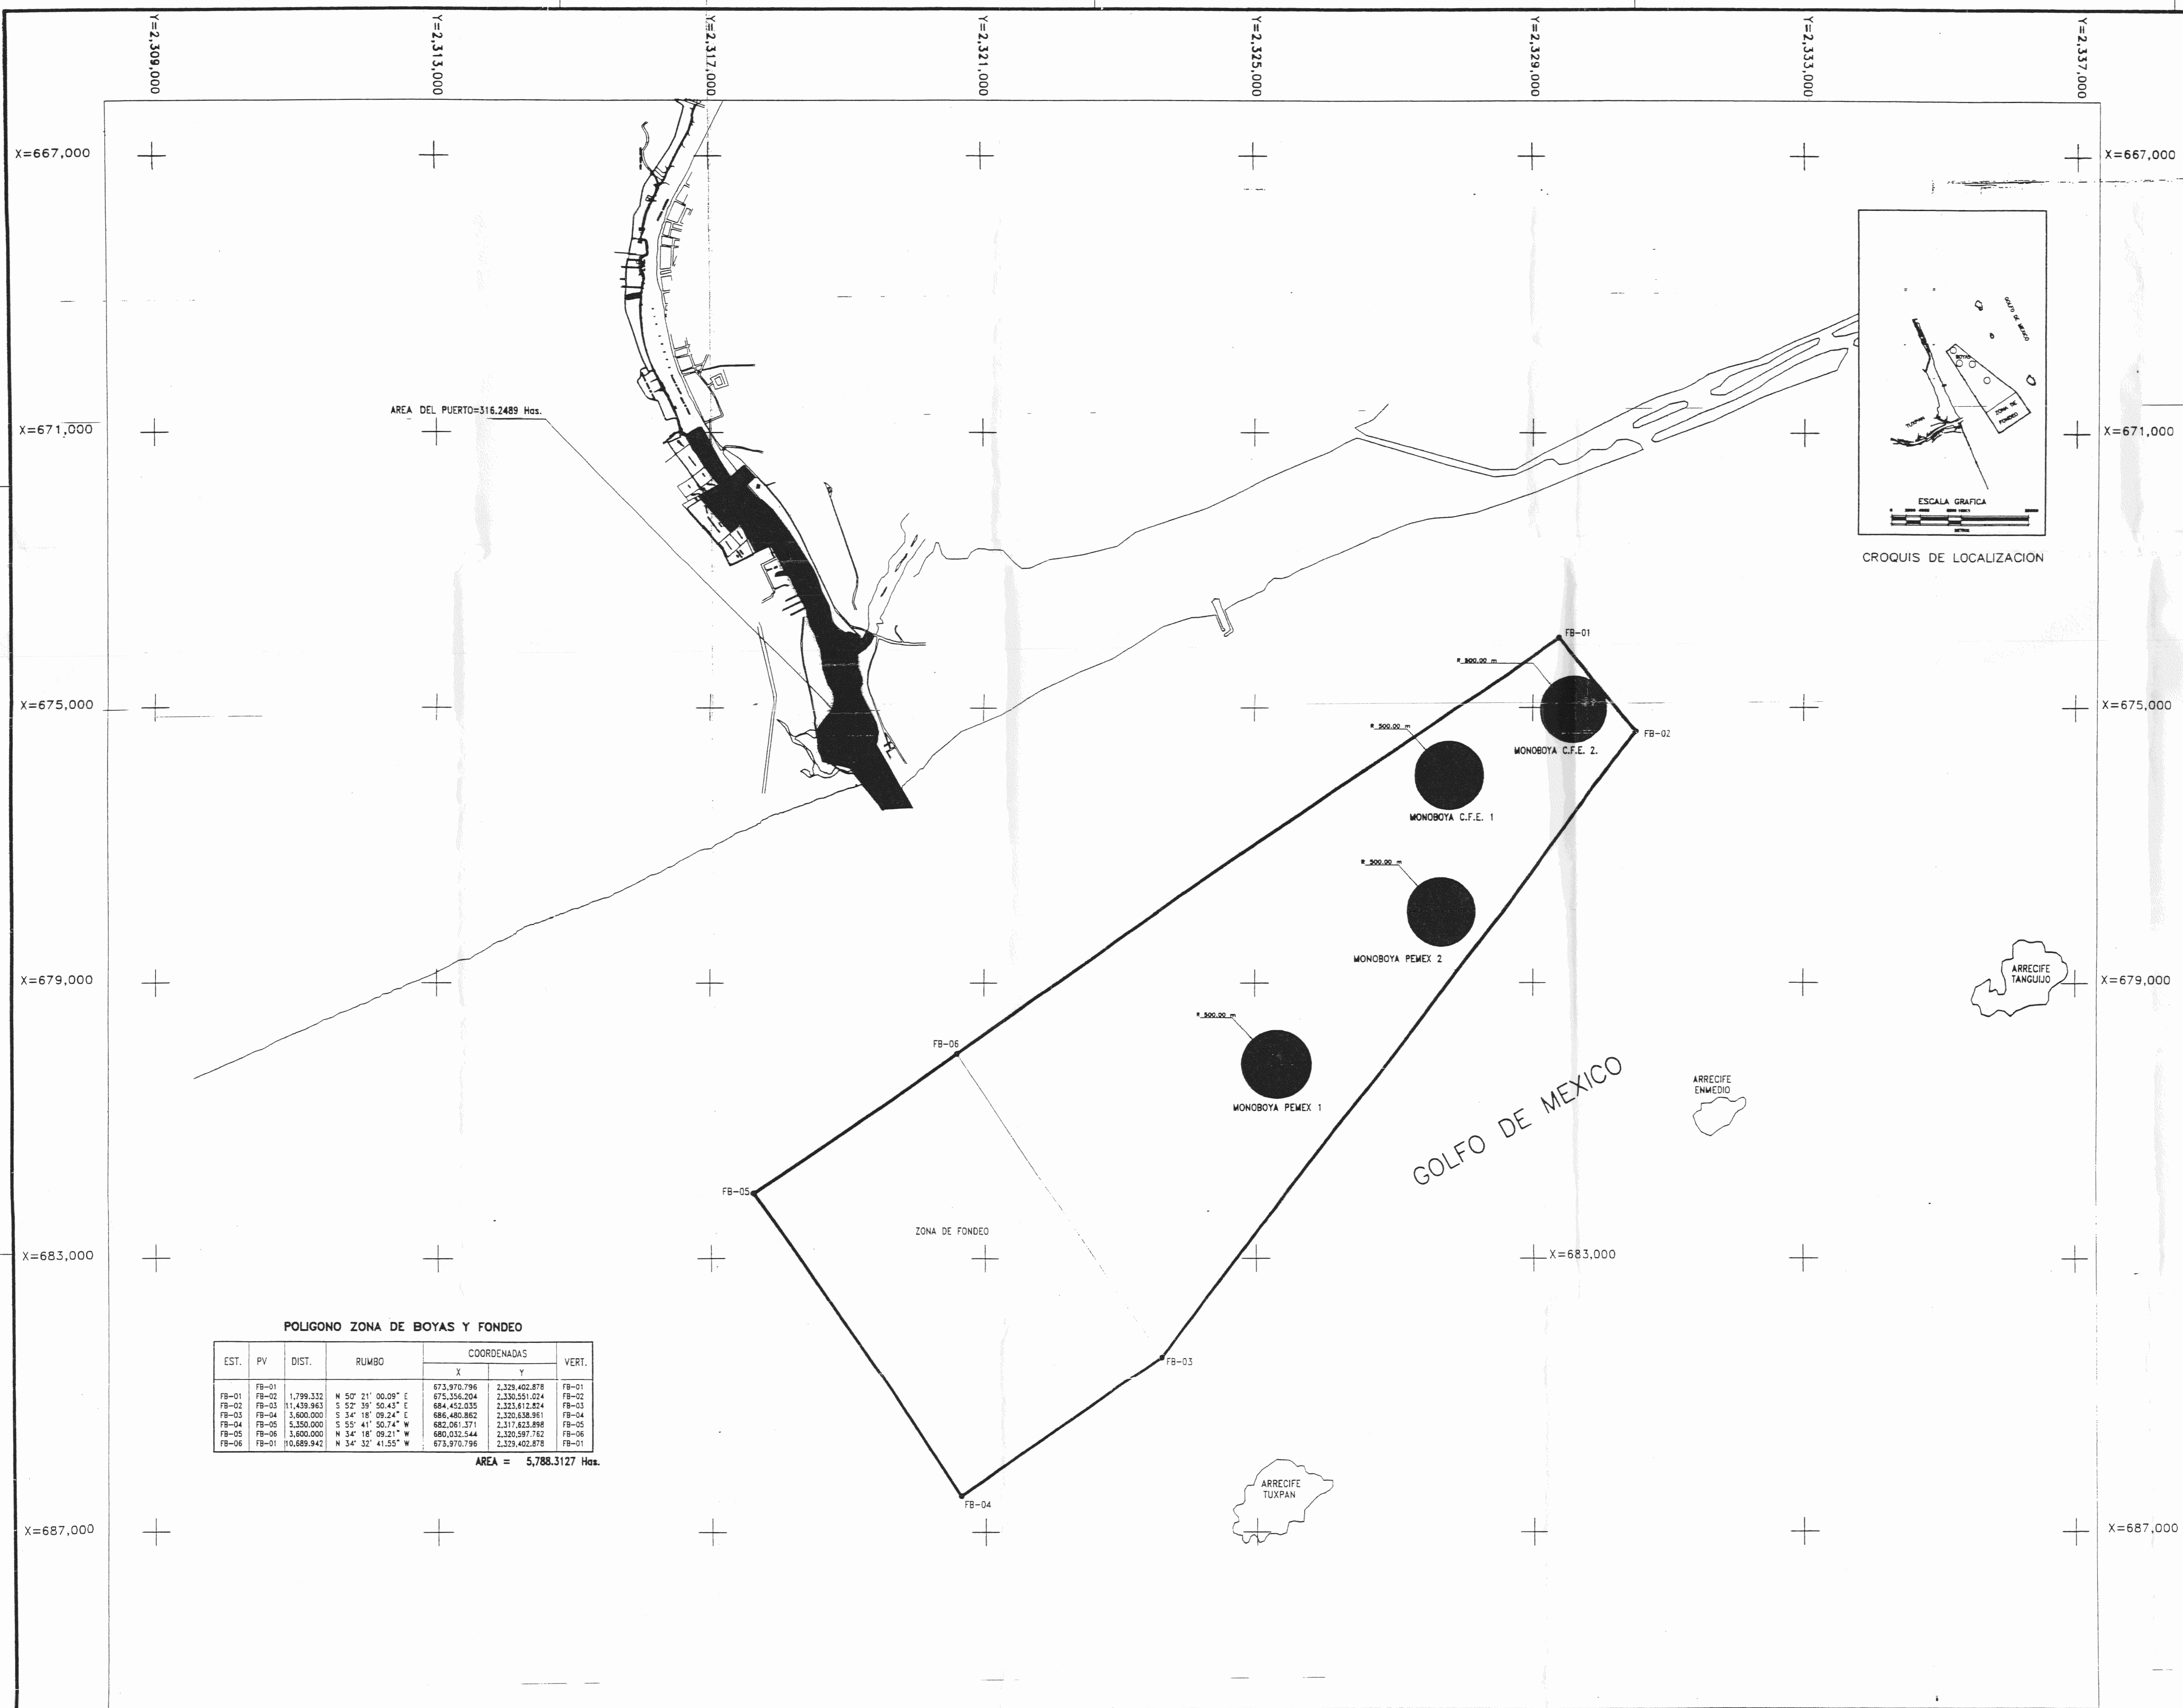 Y=2,309,000
Y=2,313,000
Y=2,317,000
Y=2,321,000
Y=2,325,000
Y=2,329,000
Y=2,333,000
Y=2,337,000
X=667,000
X=667,000
GOLFO DE MEXICO
BOYAS
ZONA DE
FONDEO
TUXPAN
ESCALA GRAFICA
METROS
CROQUIS DE LOCALIZACION
AREA DEL PUERTO=316.2489 Has.
X=671,000
X=671,000
FB-01
R 500.00 m
X=675,000
X=675,000
R 500.00 m
FB-02
MONOBOYA C.F.E. 2.
MONOBOYA C.F.E. 1
R 500.00 m
MONOBOYA PEMEX 2
ARRECIFE
TANGUIJO
X=679,000
X=679,000
R 500.00 m
FB-06
MONOBOYA PEMEX 1
ARRECIFE
ENMEDIO
GOLFO DE MEXICO
FB-05
ZONA DE FONDEO
X=683,000
X=683,000
FB-03
POLIGONO ZONA DE BOYAS Y FONDEO
EST. PV DIST. RUMBO COORDENADAS VERT.
X Y
FB-01 673,970.796 2,329,402.878 FB-01
FB-01 FB-02 1,799.332 N 50° 21' 00.09" E 675,356.204 2,330,551.024 FB-02
FB-02 FB-03 11,439.963 S 52° 39' 50.43" E 684,452.035 2,323,612.824 FB-03
FB-03 FB-04 3,600.000 S 34° 18' 09.24" E 686,480.862 2,320,638.961 FB-04
FB-04 FB-05 5,350.000 S 55° 41' 50.74" W 682,061.371 2,317,623.898 FB-05
FB-05 FB-06 3,600.000 N 34° 18' 09.21" W 680,032.544 2,320,597.762 FB-06
FB-06 FB-01 10,689.942 N 34° 32' 41.55" W 673,970.796 2,329,402.878 FB-01
AREA = 5,788.3127 Has.
ARRECIFE
TUXPAN
FB-04
X=687,000
X=687,000